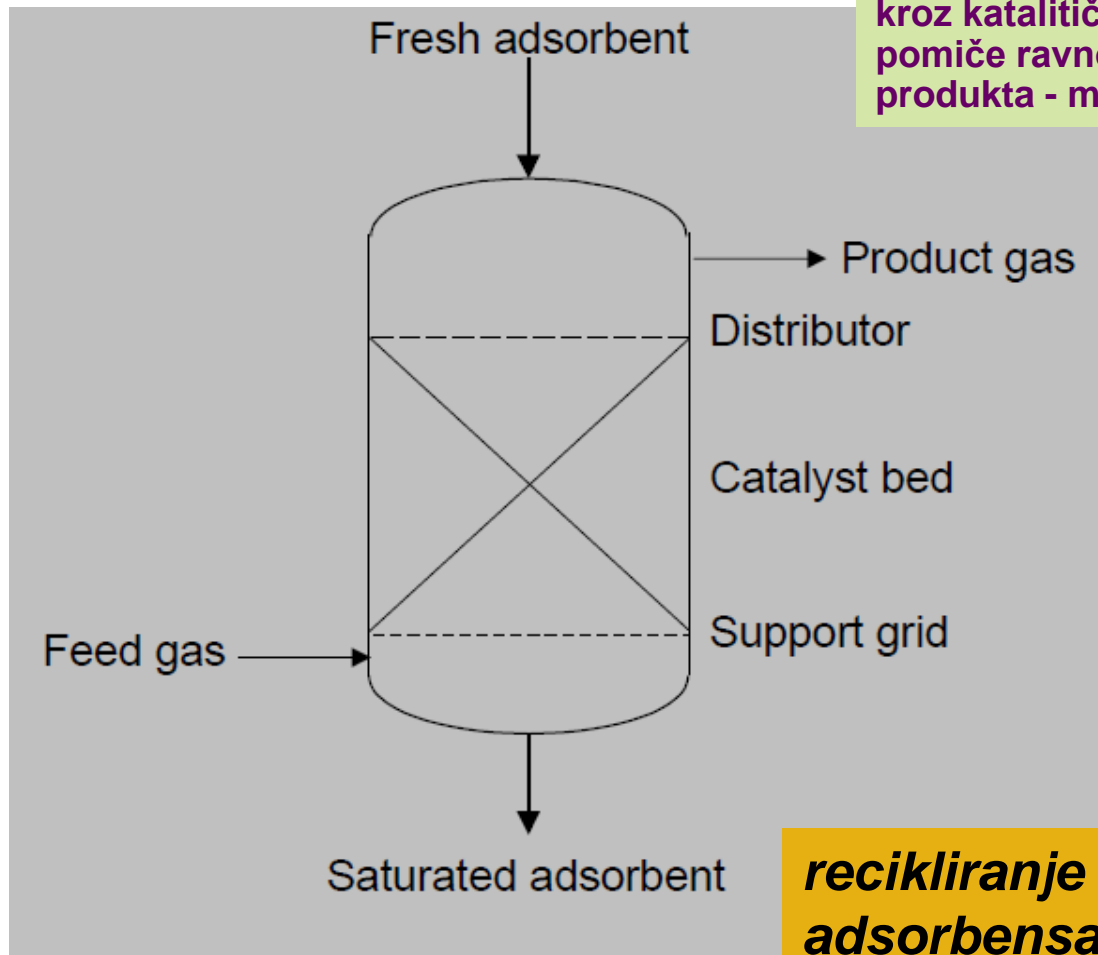 kroz katalitič
pomiče ravno
produkta - m
Fresh adsorbent
Product gas
Distributor
Catalyst bed
Support grid
Feed gas
Saturated adsorbent
recikliranje
adsorbensa